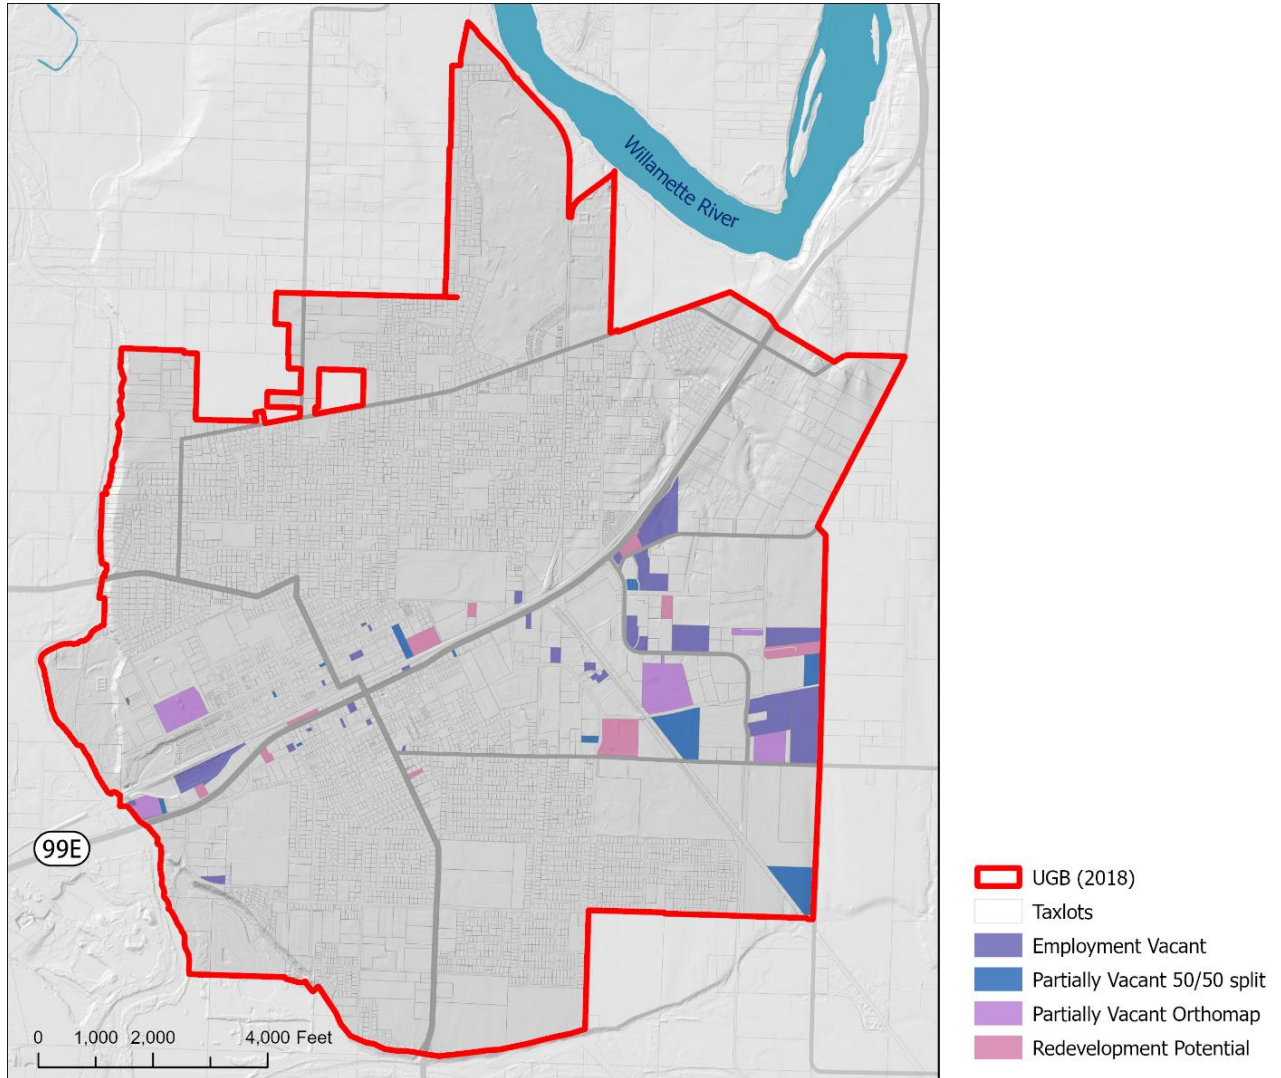 Willamette River
99E
0 1,000 2,000 4,000 Feet
UGB (2018)
Taxlots
Employment Vacant
Partially Vacant 50/50 split
Partially Vacant Orthomap
Redevelopment Potential